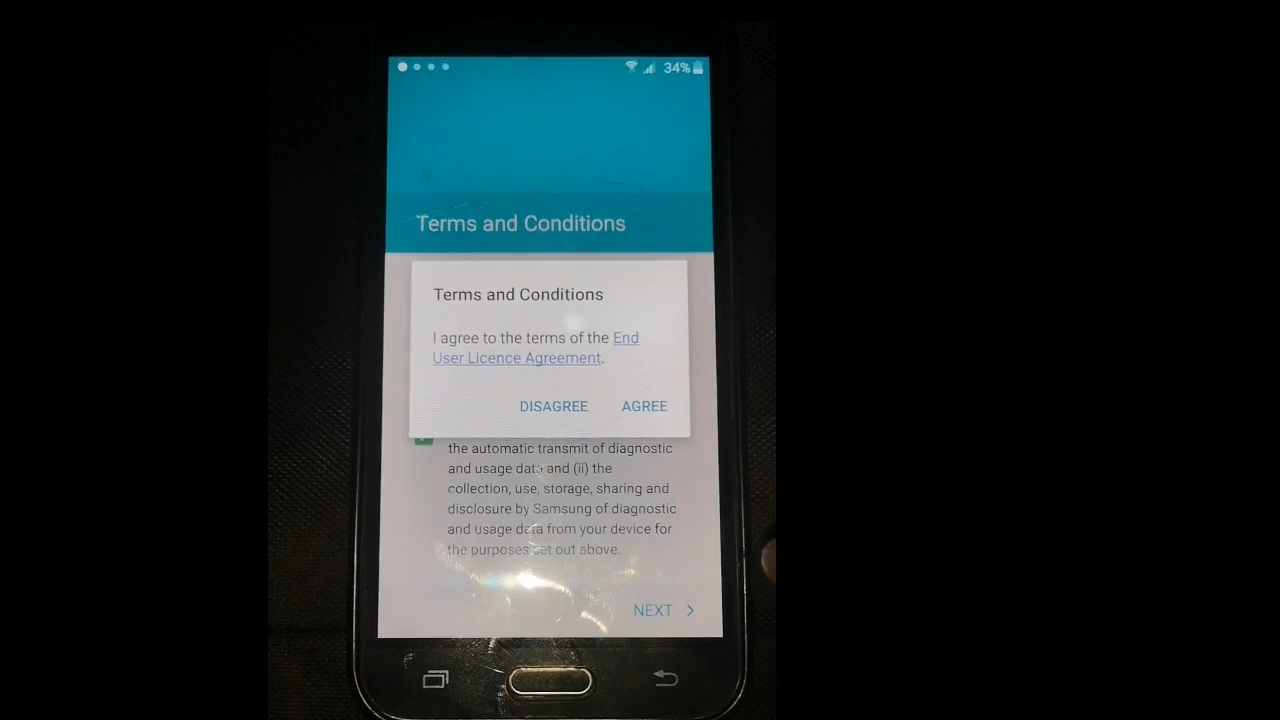 34%
Terms and Conditions
Terms and Conditions
I agree to the terms of the End
User Licence Agreement.
DISAGREE AGREE
the automatic transmit of diagnostic
and usage data and (ii) the
collection, use, storage, sharing and
disclosure by Samsung of diagnostic
and usage data from your device for
the purposes set out above.
NEXT